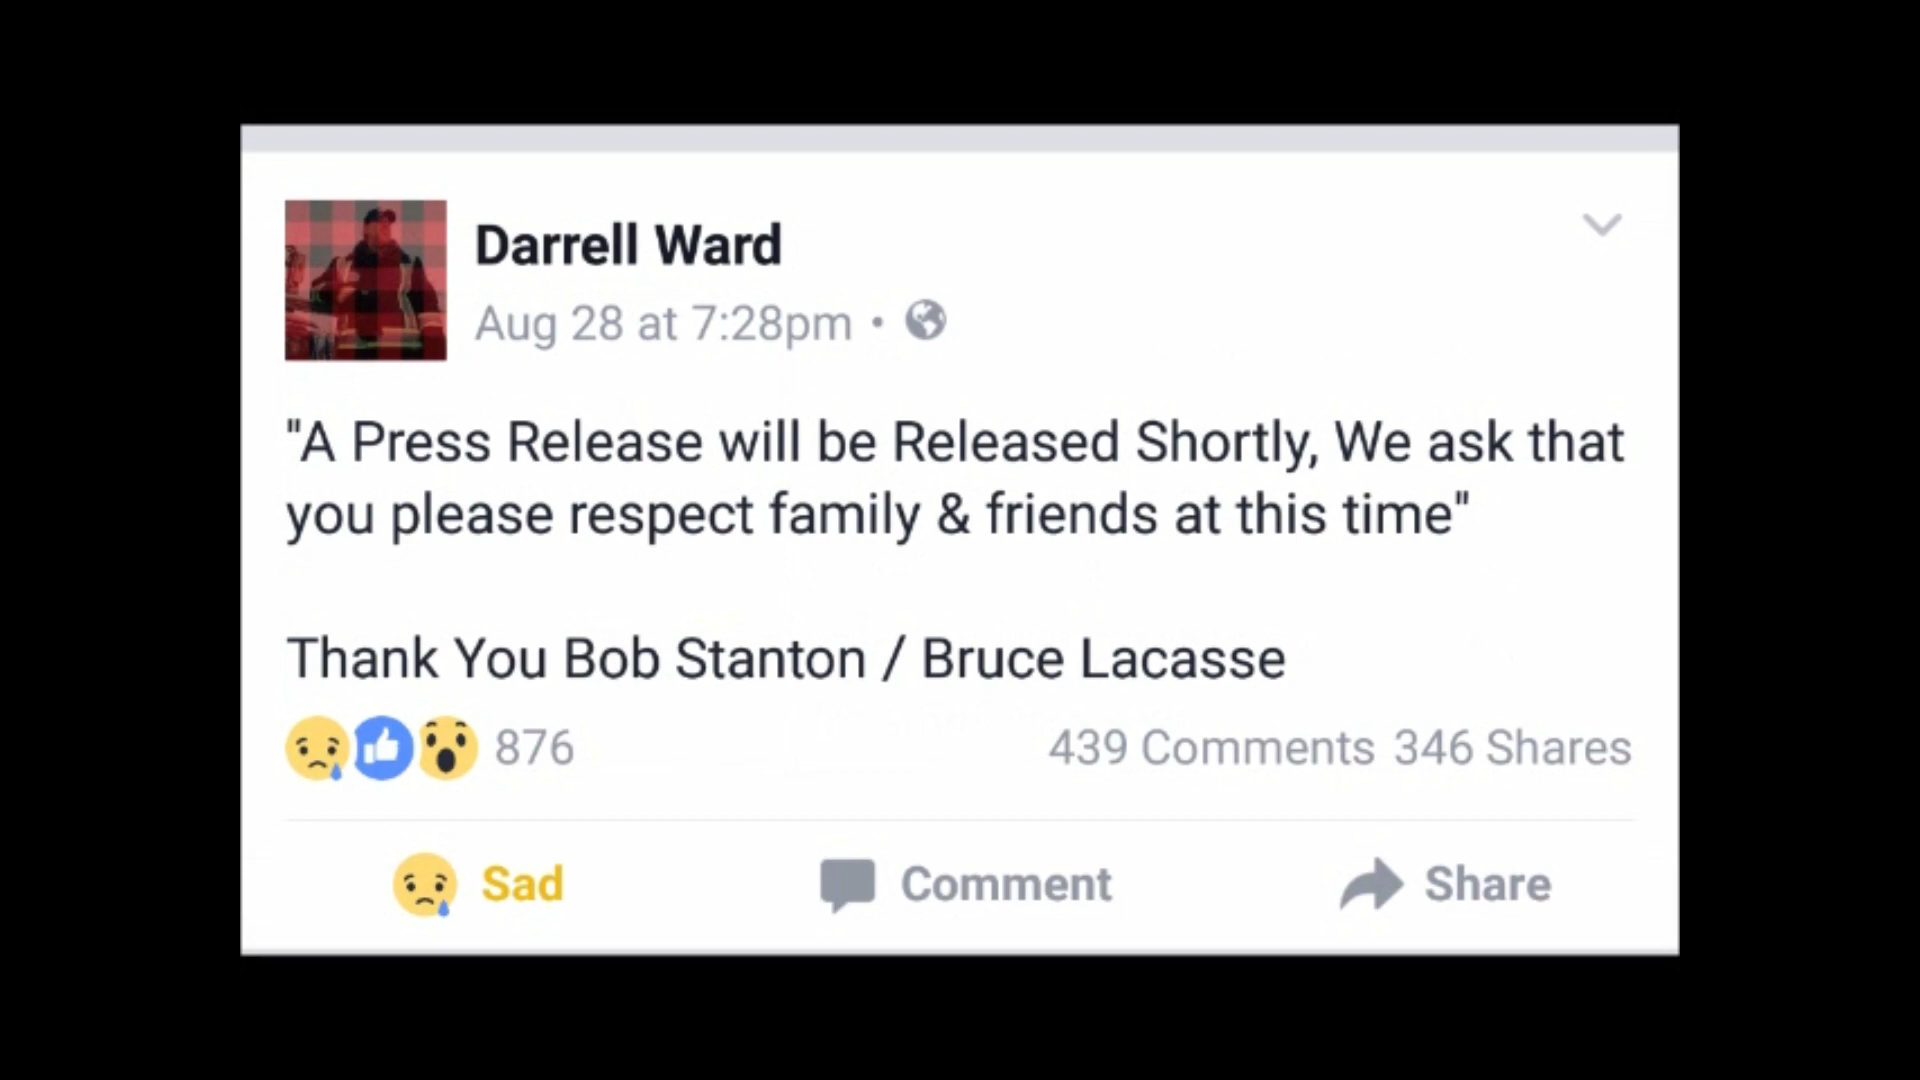 Darrell Ward
Aug 28 at 7:28pm •
"A Press Release will be Released Shortly, We ask that
you please respect family & friends at this time"
Thank You Bob Stanton / Bruce Lacasse
876 439 Comments 346 Shares
Sad Comment Share